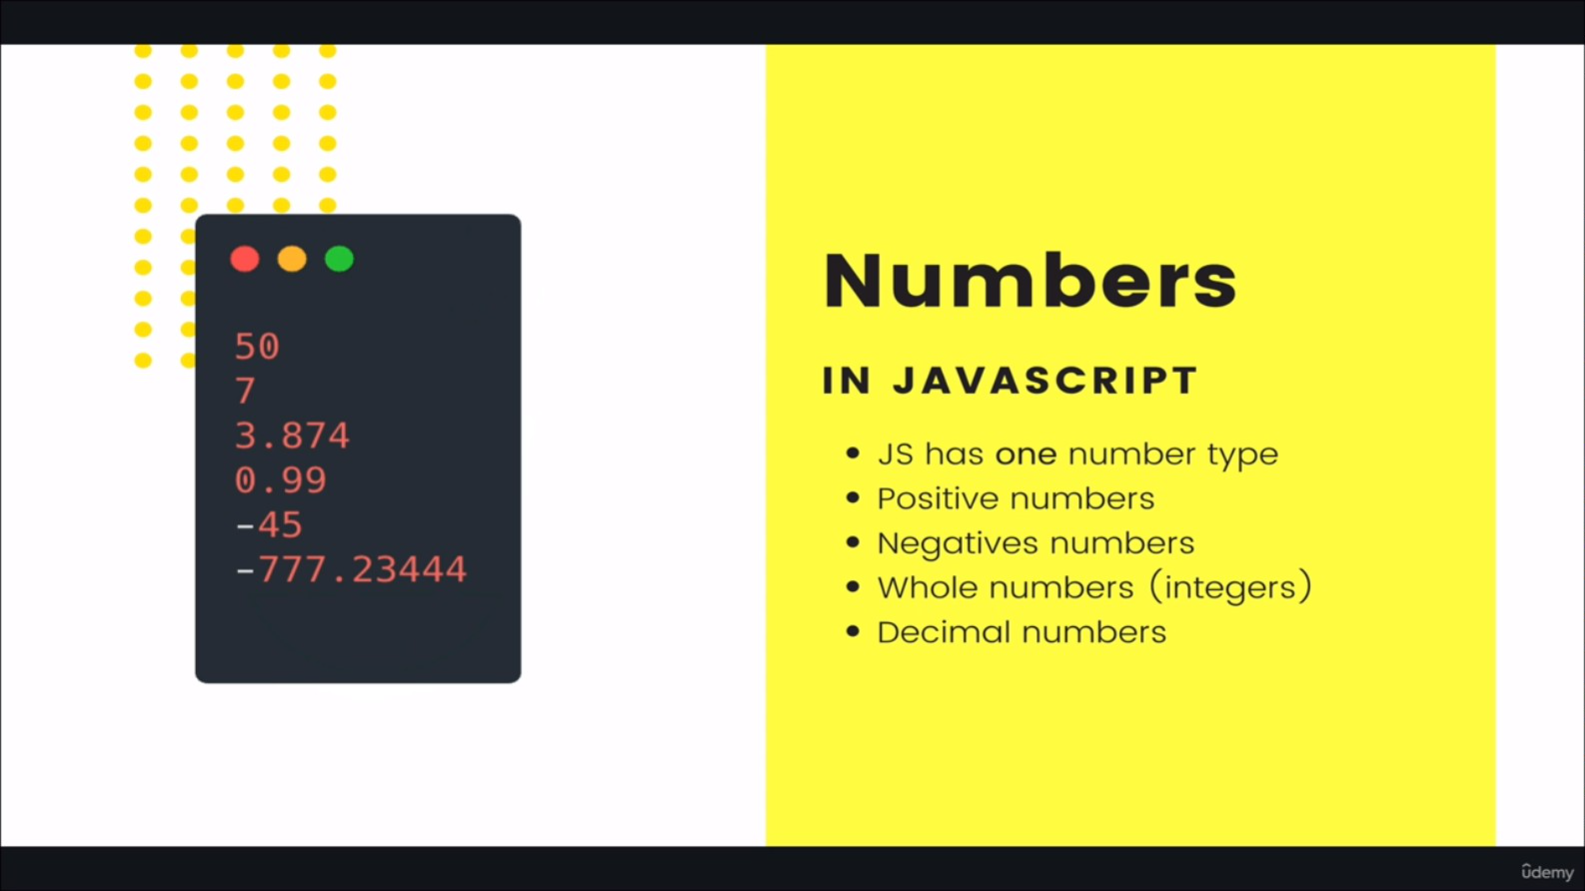 50
7
3.874
0.99
-45
-777.23444
Numbers
IN JAVASCRIPT
• JS has one number type
• Positive numbers
• Negatives numbers
• Whole numbers (integers)
• Decimal numbers
ûdemy